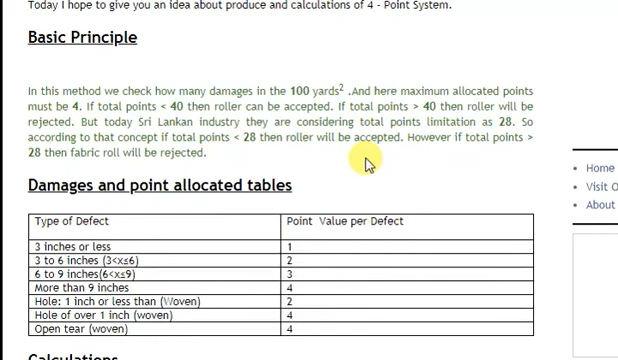 Today I hope to give you an idea about produce and calculations of 4 - Point System.
Basic Principle
In this method we check how many damages in the 100 yards² .And here maximum allocated points
must be 4. If total points < 40 then roller can be accepted. If total points > 40 then roller will be
rejected. But today Sri Lankan industry they are considering total points limitation as 28. So
according to that concept if total points < 28 then roller will be accepted. However if total points >
28 then fabric roll will be rejected.
Damages and point allocated tables
Type of Defect Point Value per Defect
3 inches or less 1
3 to 6 inches (3<x≤6) 2
6 to 9 inches(6<x≤9) 3
More than 9 inches 4
Hole: 1 inch or less than (Woven) 2
Hole of over 1 inch (woven) 4
Open tear (woven) 4
Calculations
Home
Visit
About